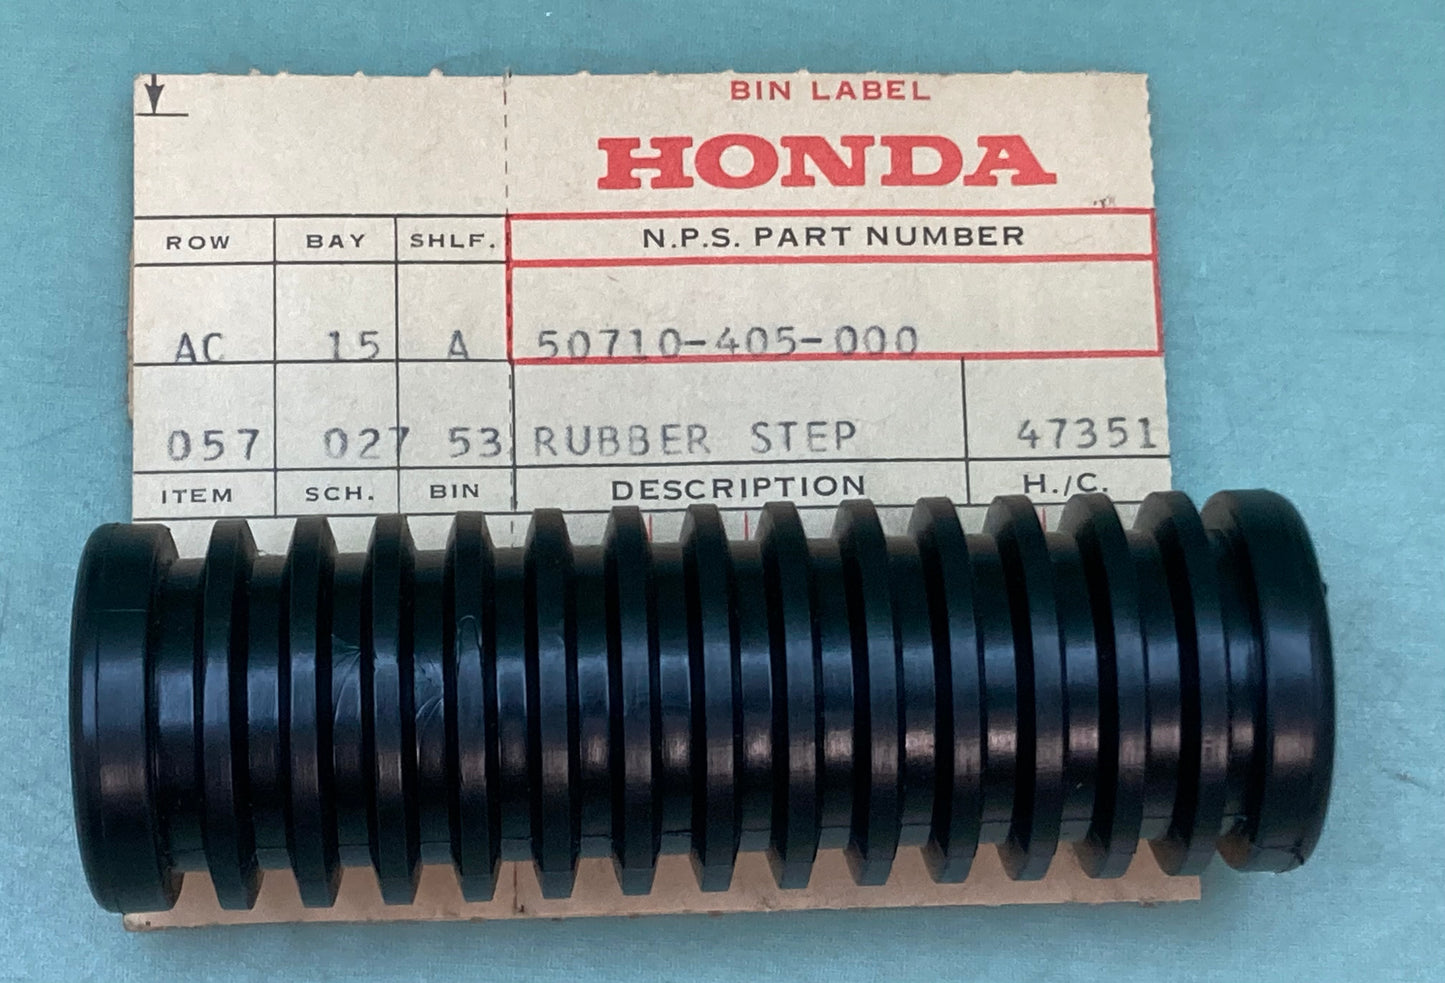 BIN LABEL
HONDA
ROW BAY SHLF. N.P.S. PART NUMBER
AC 15 A 50710-405-000
057 027 53 RUBBER STEP 47351
ITEM SCH. BIN DESCRIPTION H./C.